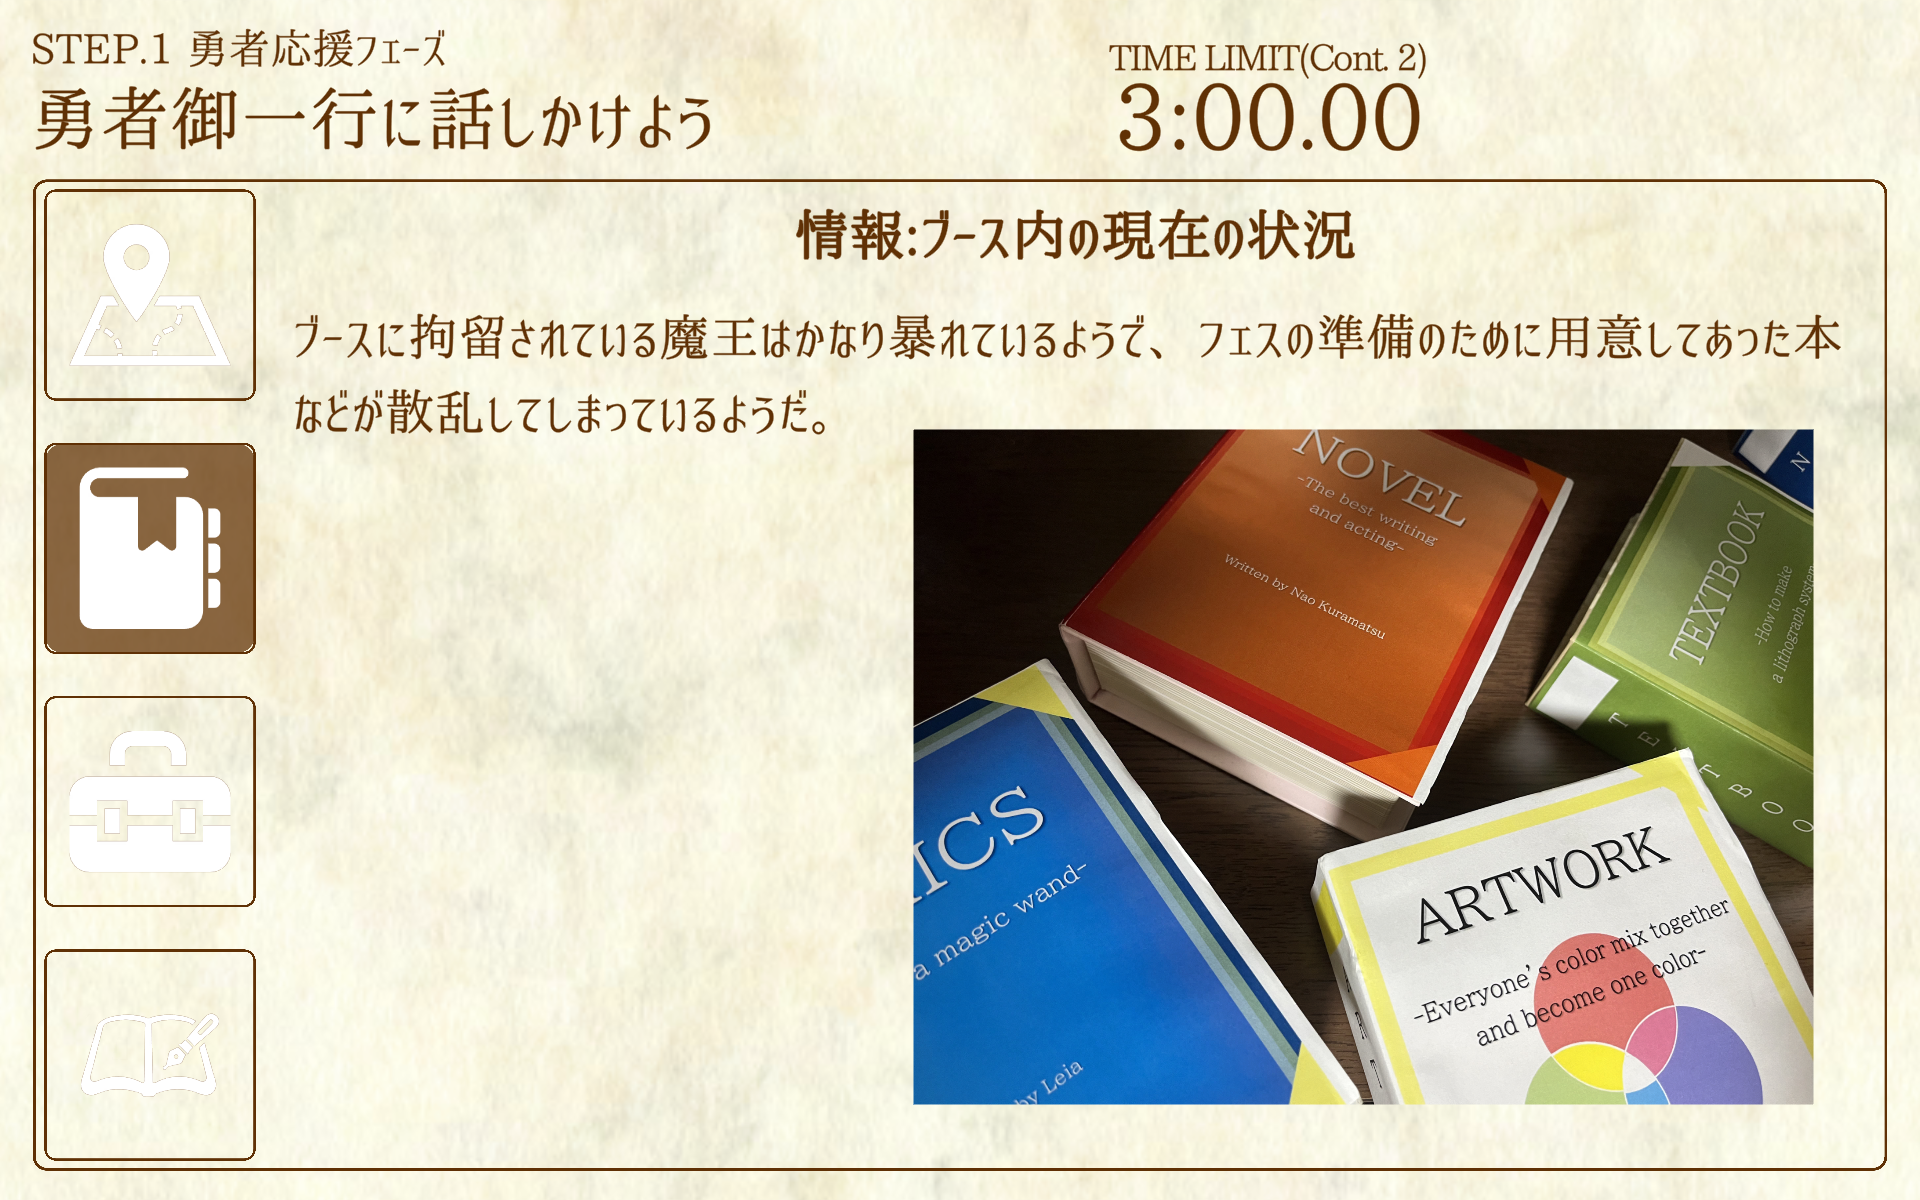 STEP.1 勇者応援フェーズ
勇者御一行に話しかけよう
TIME LIMIT(Cont. 2)
3:00.00
情報:ブース内の現在の状況
ブースに拘留されている魔王はかなり暴れているようで、フェスの準備のために用意してあった本
などが散乱してしまっているようだ。
NOVEL
-The best writing
and acting-
Written by Nao Kuramatsu
TEXTBOOK
-How to make
a lithograph system
T E T B O O
N
ICS
a magic wand-
by Leia
ARTWORK
-Everyone's color mix together
and become one color-